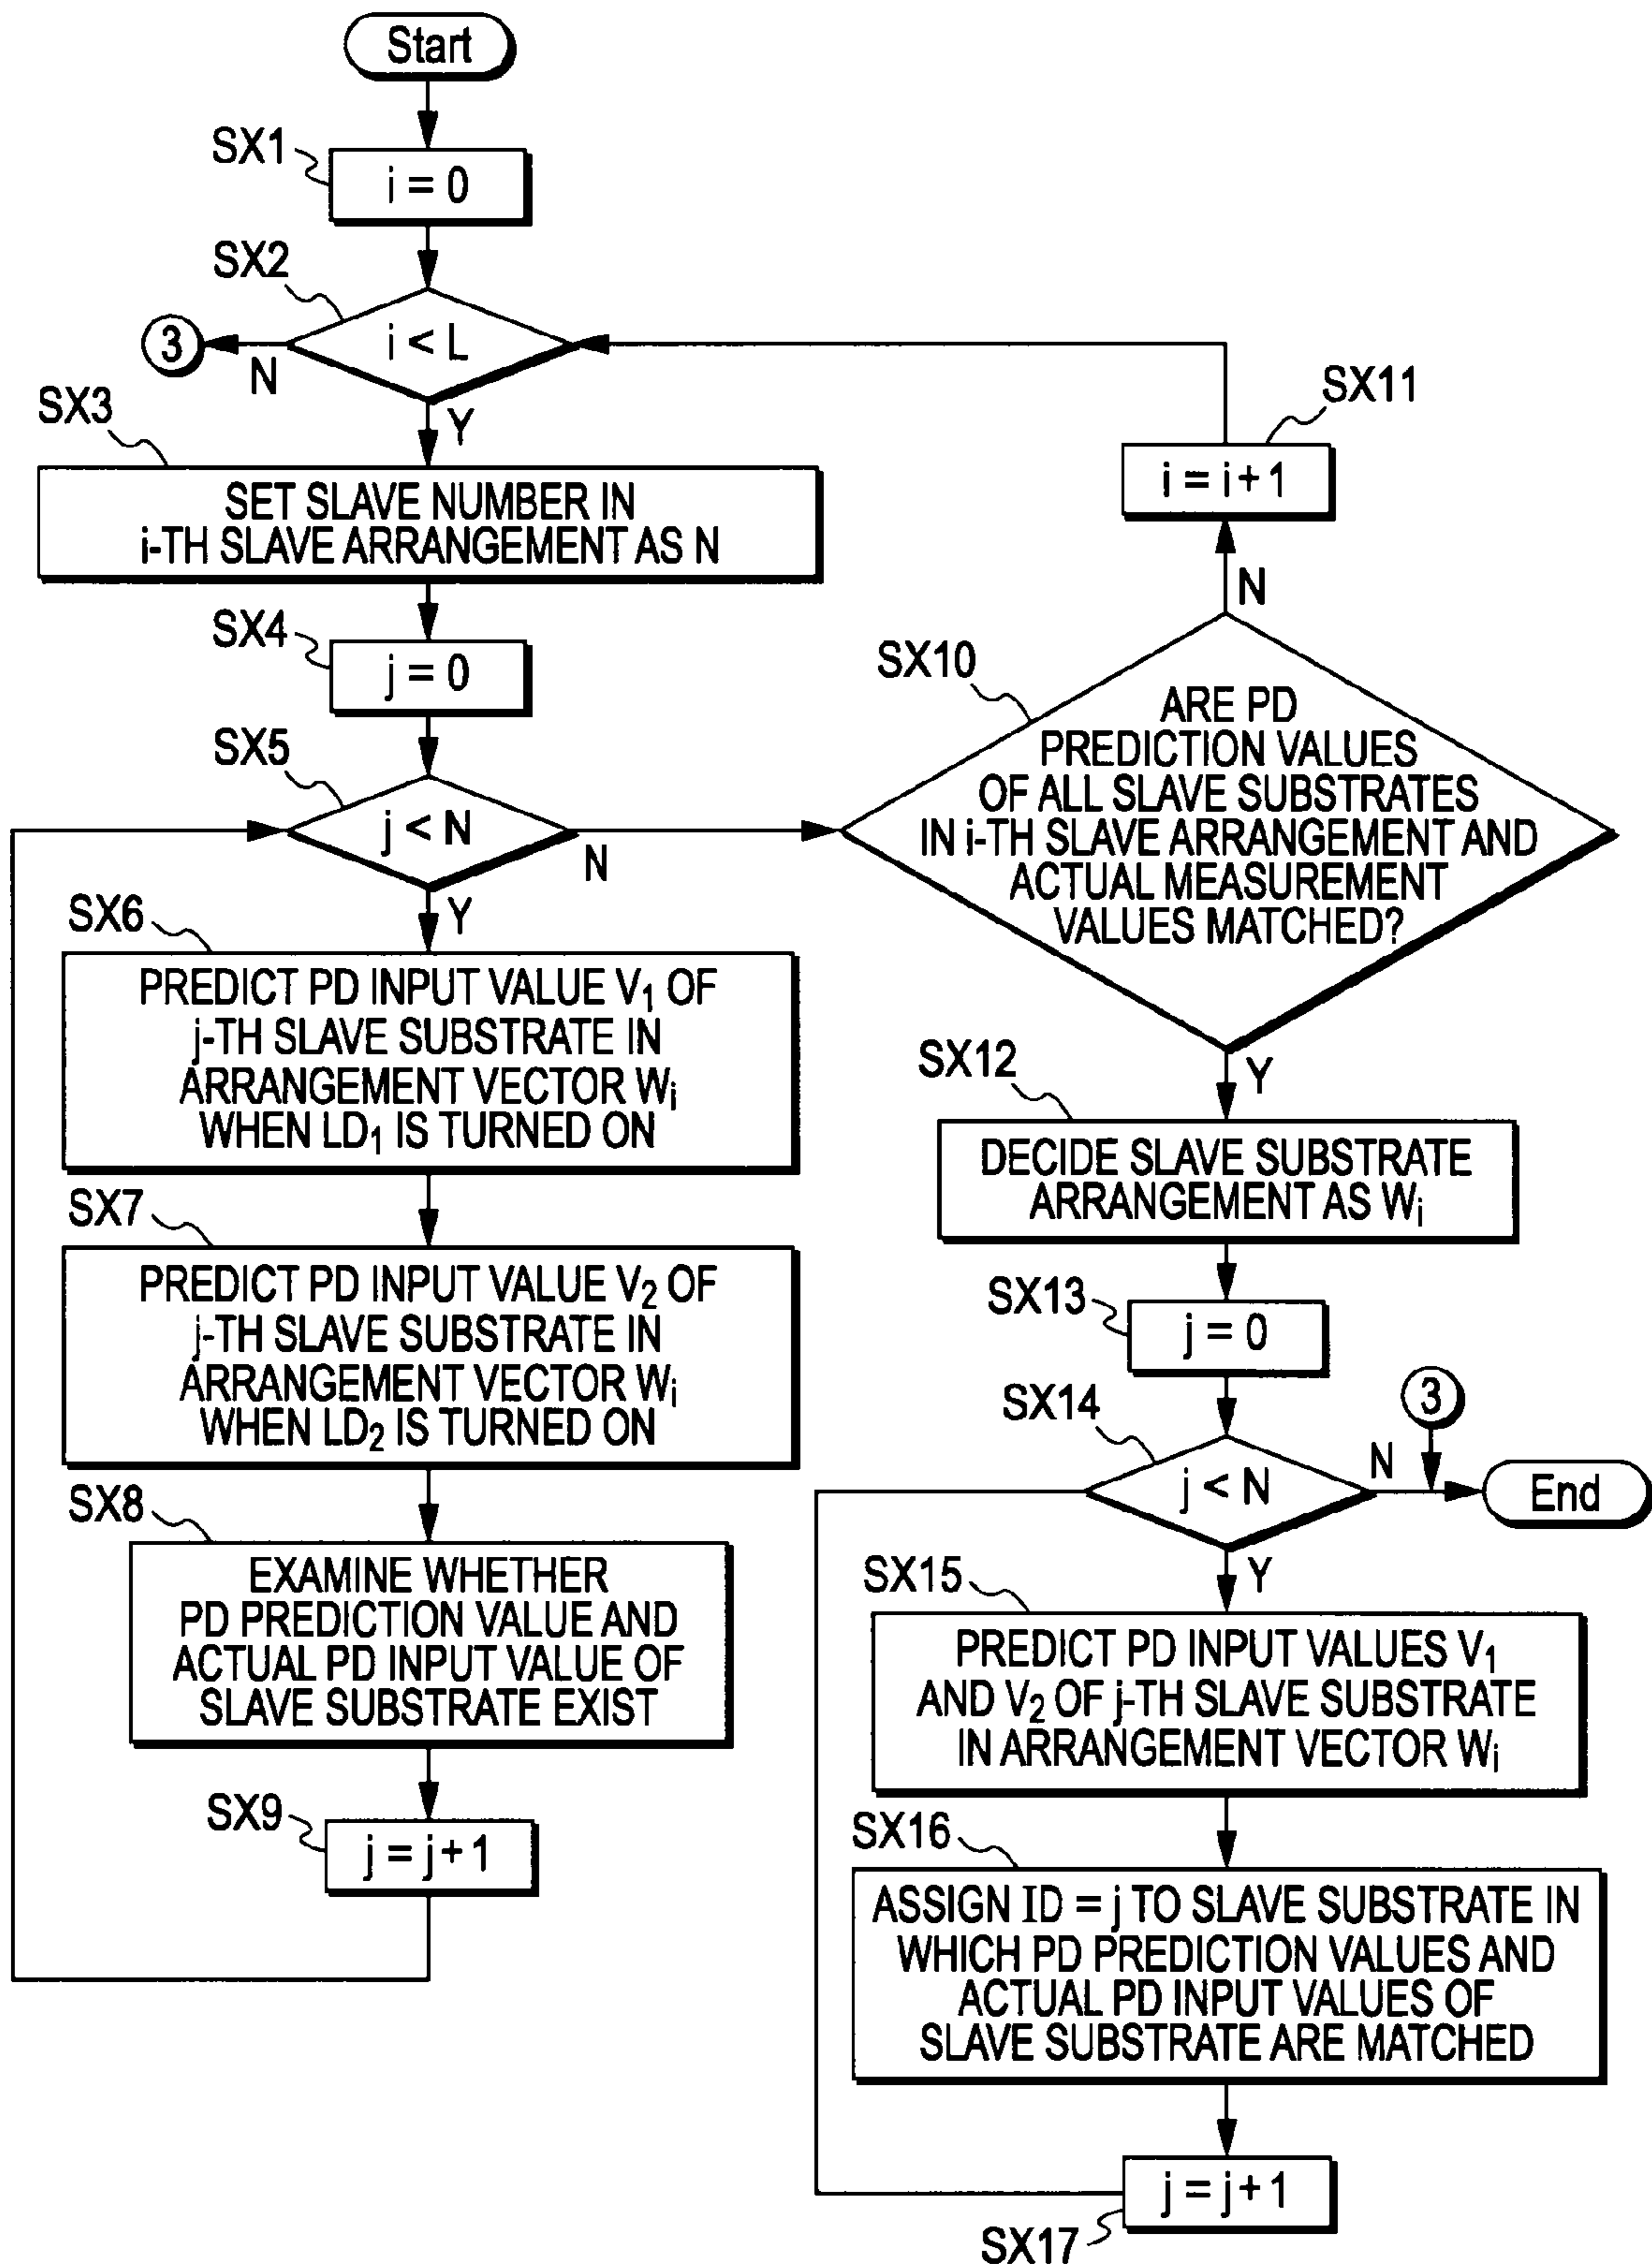 Start
SX1
i = 0
SX2
i < L
3
N
Y
SX3
SET SLAVE NUMBER IN
i-TH SLAVE ARRANGEMENT AS N
SX4
j = 0
SX5
j < N
N
Y
SX6
PREDICT PD INPUT VALUE V₁ OF
j-TH SLAVE SUBSTRATE IN
ARRANGEMENT VECTOR Wᵢ
WHEN LD₁ IS TURNED ON
SX7
PREDICT PD INPUT VALUE V₂ OF
j-TH SLAVE SUBSTRATE IN
ARRANGEMENT VECTOR Wᵢ
WHEN LD₂ IS TURNED ON
SX8
EXAMINE WHETHER
PD PREDICTION VALUE AND
ACTUAL PD INPUT VALUE OF
SLAVE SUBSTRATE EXIST
SX9
j = j + 1
SX11
i = i + 1
N
SX10
ARE PD
PREDICTION VALUES
OF ALL SLAVE SUBSTRATES
IN i-TH SLAVE ARRANGEMENT AND
ACTUAL MEASUREMENT
VALUES MATCHED?
Y
SX12
DECIDE SLAVE SUBSTRATE
ARRANGEMENT AS Wᵢ
SX13
j = 0
SX14
j < N
N
3
End
Y
SX15
PREDICT PD INPUT VALUES V₁
AND V₂ OF j-TH SLAVE SUBSTRATE
IN ARRANGEMENT VECTOR Wᵢ
SX16
ASSIGN ID = j TO SLAVE SUBSTRATE IN
WHICH PD PREDICTION VALUES AND
ACTUAL PD INPUT VALUES OF
SLAVE SUBSTRATE ARE MATCHED
j = j + 1
SX17